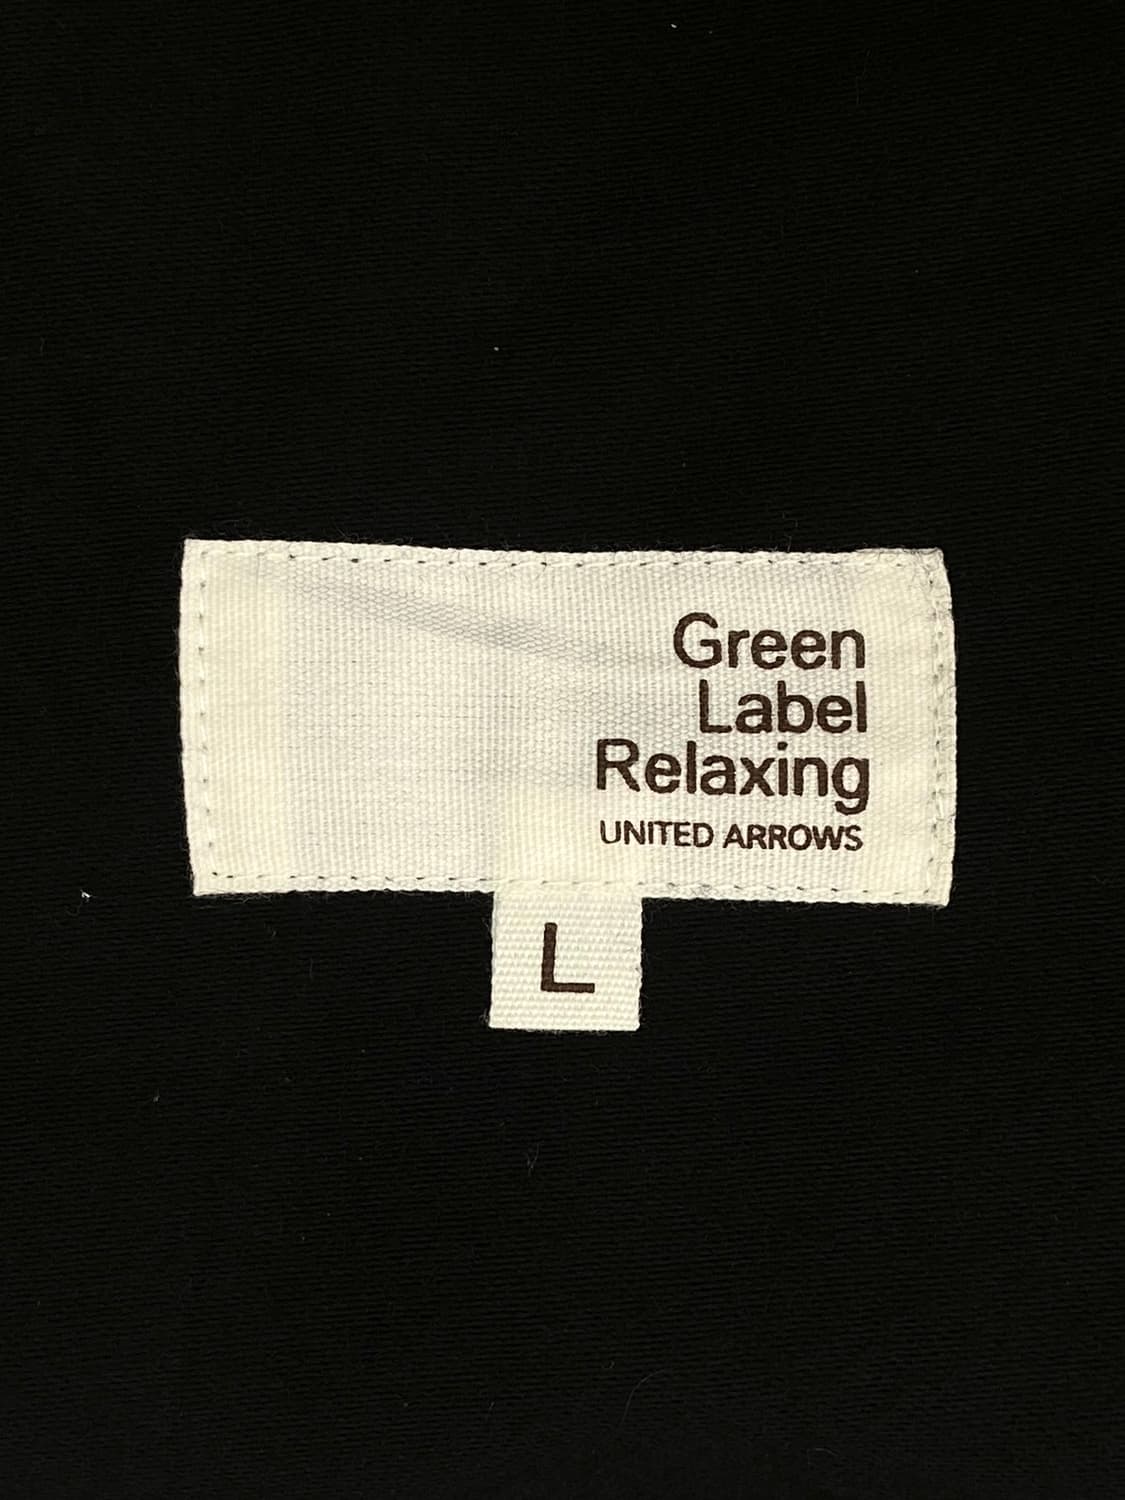 Green
Label
Relaxing
UNITED ARROWS
L